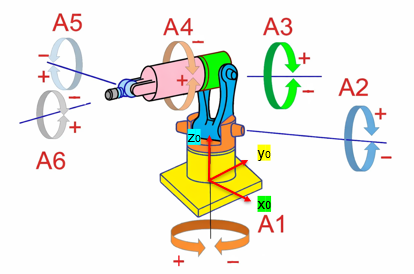 A5
A4
A3
−
+
−
+
+
−
A2
+
−
−
+
A6
z₀
y₀
x₀
A1
+
−